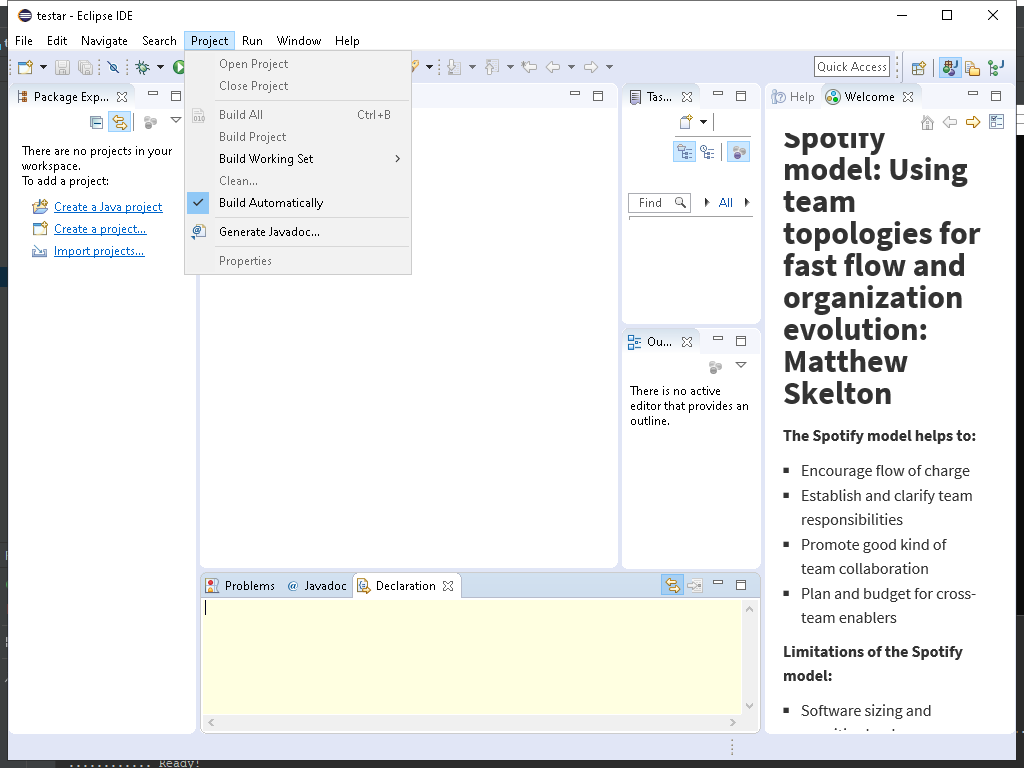 testar - Eclipse IDE
File Edit Navigate Search Project Run Window Help
Quick Access
Open Project
Close Project
Build All Ctrl+B
Build Project
Build Working Set
Clean...
Build Automatically
Generate Javadoc...
Properties
Package Exp...
There are no projects in your
workspace.
To add a project:
Create a Java project
Create a project...
Import projects...
Tas...
Find All
Ou...
There is no active
editor that provides an
outline.
Help Welcome
Spotify
model: Using
team
topologies for
fast flow and
organization
evolution:
Matthew
Skelton
The Spotify model helps to:
▪ Encourage flow of charge
▪ Establish and clarify team
responsibilities
▪ Promote good kind of
team collaboration
▪ Plan and budget for cross-
team enablers
Limitations of the Spotify
model:
▪ Software sizing and
Problems @ Javadoc Declaration
............ Ready!